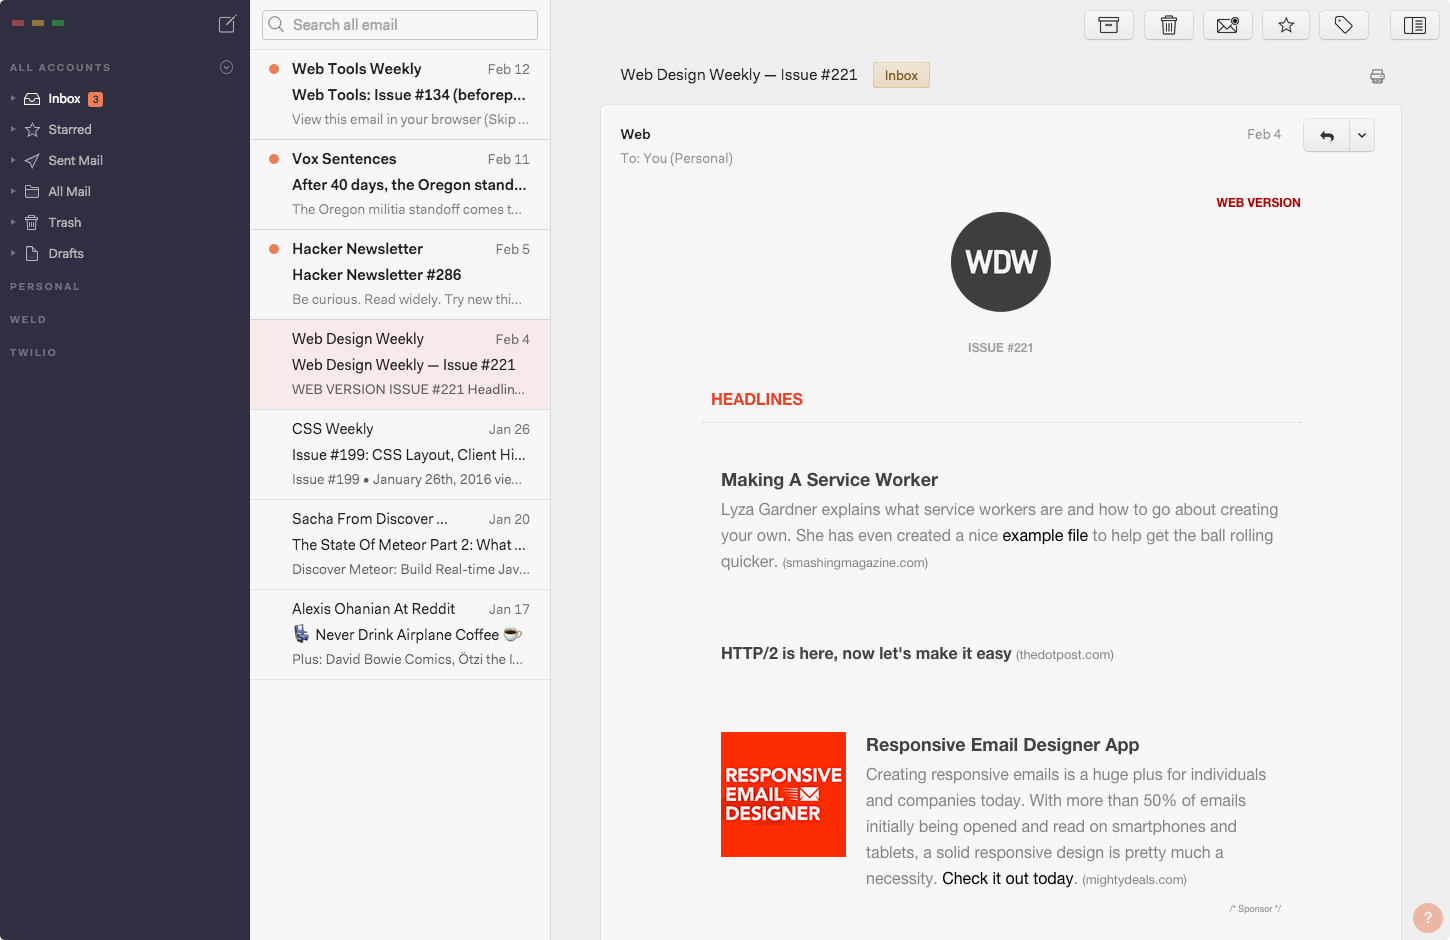 ALL ACCOUNTS
Inbox 3
Starred
Sent Mail
All Mail
Trash
Drafts
PERSONAL
WELD
TWILIO
Search all email
Web Tools Weekly Feb 12
Web Tools: Issue #134 (beforep...
View this email in your browser (Skip ...
Vox Sentences Feb 11
After 40 days, the Oregon stand...
The Oregon militia standoff comes t...
Hacker Newsletter Feb 5
Hacker Newsletter #286
Be curious. Read widely. Try new thi...
Web Design Weekly Feb 4
Web Design Weekly — Issue #221
WEB VERSION ISSUE #221 Headlin...
CSS Weekly Jan 26
Issue #199: CSS Layout, Client Hi...
Issue #199 • January 26th, 2016 vie...
Sacha From Discover ... Jan 20
The State Of Meteor Part 2: What ...
Discover Meteor: Build Real-time Jav...
Alexis Ohanian At Reddit Jan 17
💺 Never Drink Airplane Coffee ☕
Plus: David Bowie Comics, Ötzi the I...
Web Design Weekly — Issue #221 Inbox
Web Feb 4
To: You (Personal)
WEB VERSION
WDW
ISSUE #221
HEADLINES
Making A Service Worker
Lyza Gardner explains what service workers are and how to go about creating
your own. She has even created a nice example file to help get the ball rolling
quicker. (smashingmagazine.com)
HTTP/2 is here, now let's make it easy (thedotpost.com)
RESPONSIVE
EMAIL
DESIGNER
Responsive Email Designer App
Creating responsive emails is a huge plus for individuals
and companies today. With more than 50% of emails
initially being opened and read on smartphones and
tablets, a solid responsive design is pretty much a
necessity. Check it out today. (mightydeals.com)
/* Sponsor */
?